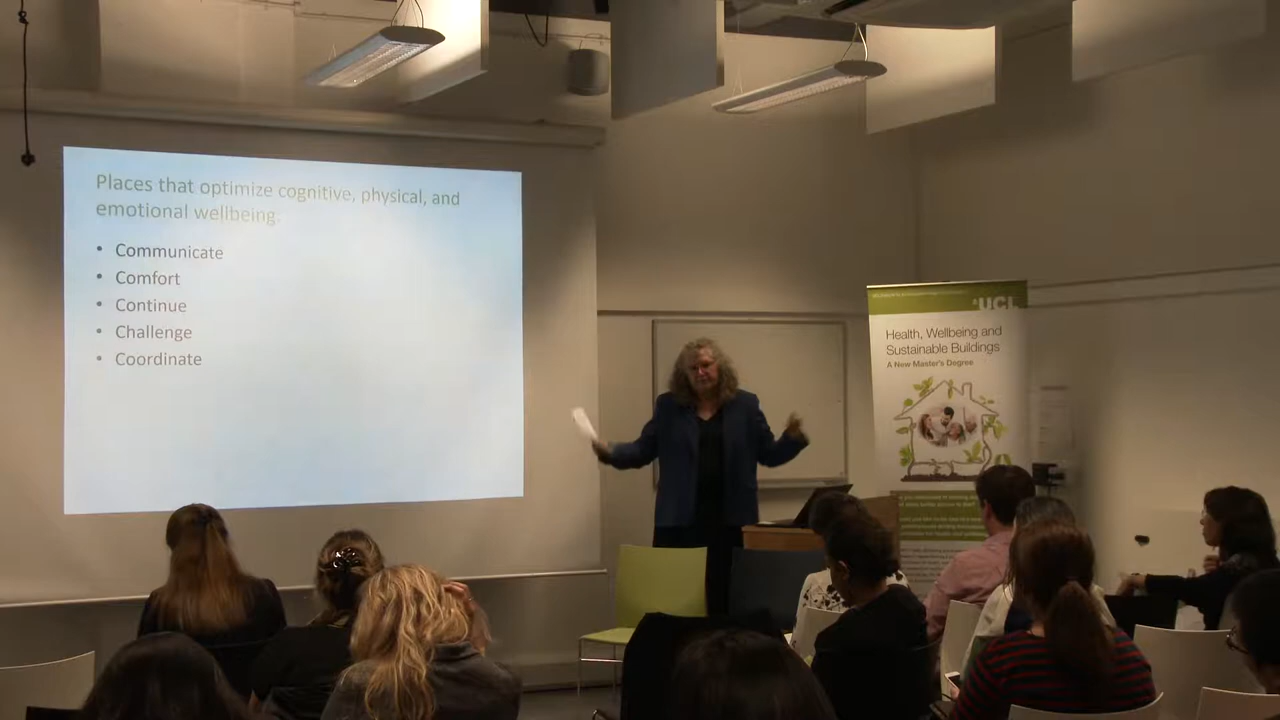 Places that optimize cognitive, physical, and
emotional wellbeing:
• Communicate
• Comfort
• Continue
• Challenge
• Coordinate
UCL
Health, Wellbeing and
Sustainable Buildings
A New Master's Degree